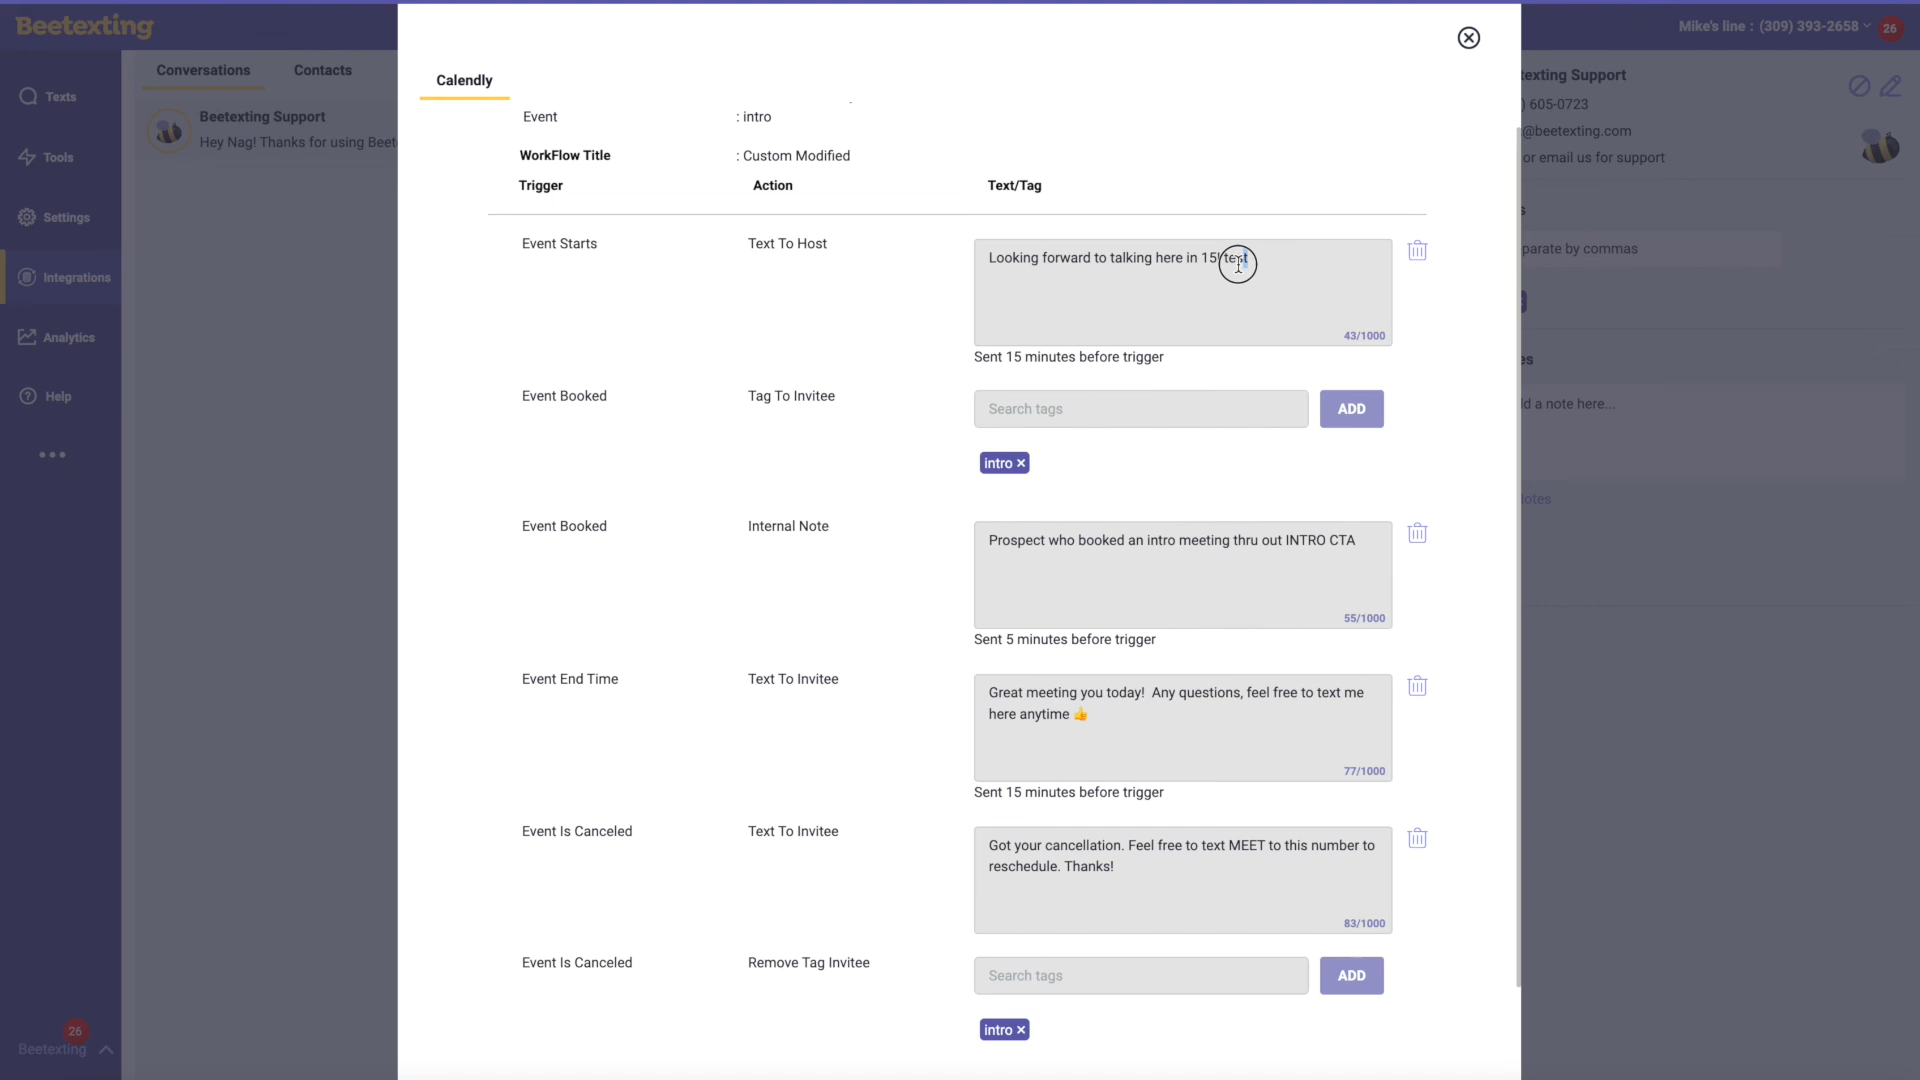 Beetexting
Mike's line : (309) 393-2658
26
Conversations
Contacts
Calendly
Texts
Tools
Settings
Integrations
Analytics
Help
Beetexting Support
Hey Nag! Thanks for using Beet
Event : intro
WorkFlow Title : Custom Modified
Trigger Action Text/Tag
Event Starts Text To Host
Looking forward to talking here in 15! test
43/1000
Sent 15 minutes before trigger
Event Booked Tag To Invitee
Search tags ADD
intro ×
Event Booked Internal Note
Prospect who booked an intro meeting thru out INTRO CTA
55/1000
Sent 5 minutes before trigger
Event End Time Text To Invitee
Great meeting you today!  Any questions, feel free to text me
here anytime 👍
77/1000
Sent 15 minutes before trigger
Event Is Canceled Text To Invitee
Got your cancellation. Feel free to text MEET to this number to
reschedule. Thanks!
83/1000
Event Is Canceled Remove Tag Invitee
Search tags ADD
intro ×
exting Support
) 605-0723
@beetexting.com
or email us for support
s
parate by commas
es
d a note here...
otes
26
Beetexting